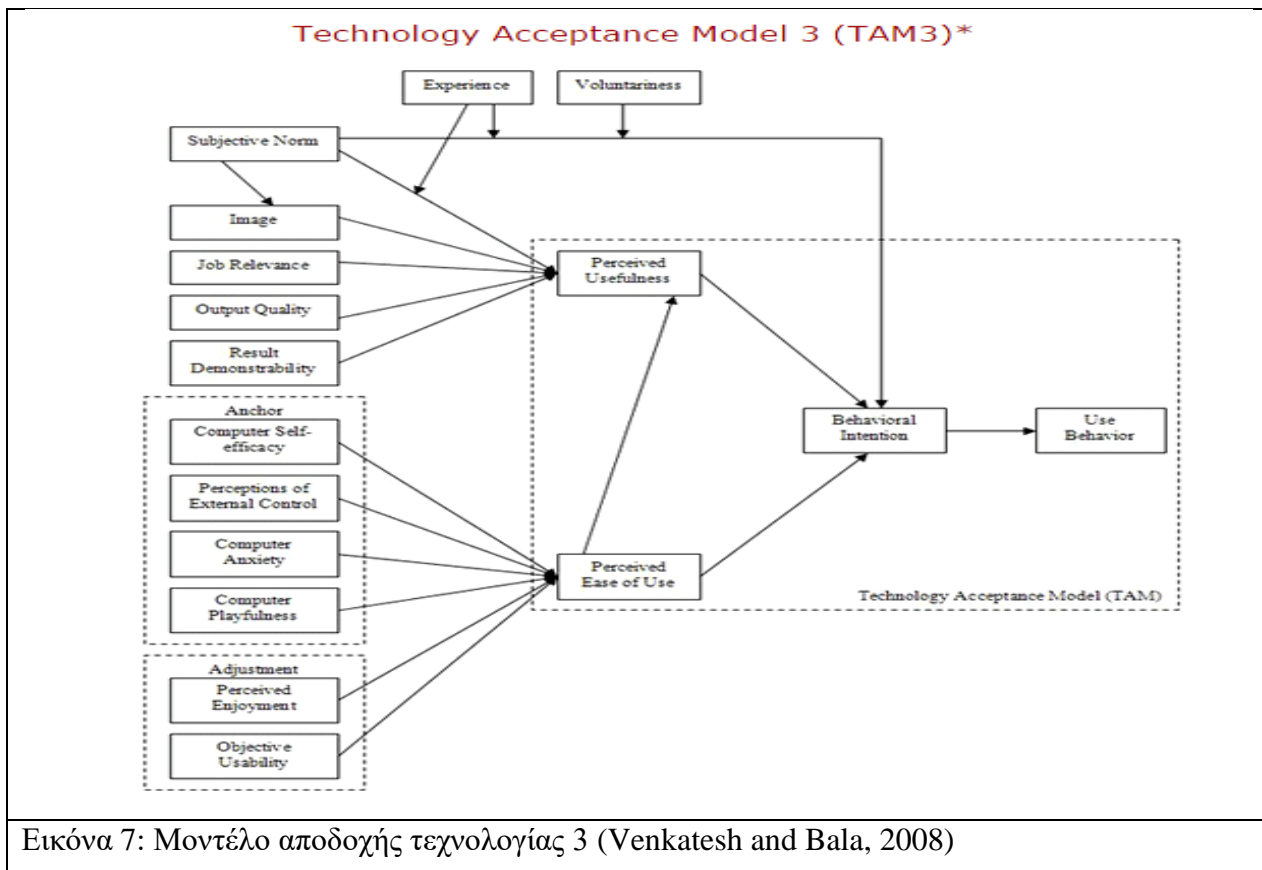 Technology Acceptance Model 3 (TAM3)*
Experience
Voluntariness
Subjective Norm
Image
Job Relevance
Output Quality
Result
Demonstrability
Perceived
Usefulness
Anchor
Computer Self-
efficacy
Perceptions of
External Control
Computer
Anxiety
Computer
Playfulness
Behavioral
Intention
Use
Behavior
Perceived
Ease of Use
Technology Acceptance Model (TAM)
Adjustment
Perceived
Enjoyment
Objective
Usability
Εικόνα 7: Μοντέλο αποδοχής τεχνολογίας 3 (Venkatesh and Bala, 2008)